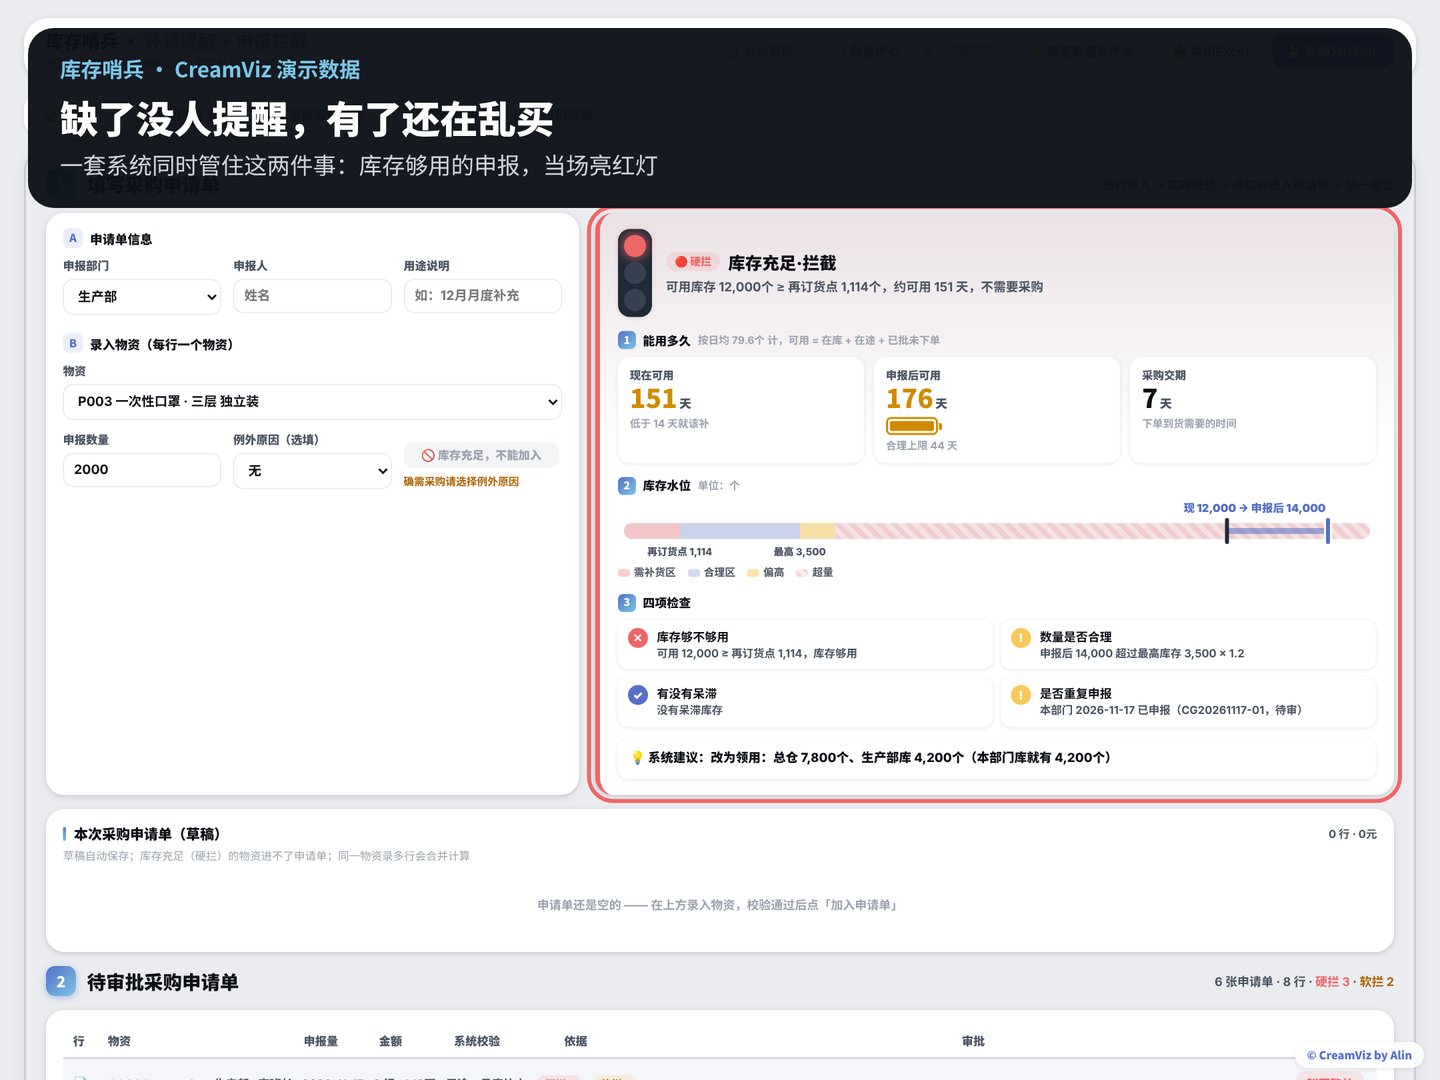 库存哨兵 · CreamViz 演示数据
缺了没人提醒，有了还在乱买
一套系统同时管住这两件事：库存够用的申报，当场亮红灯
A 申请单信息
申报部门 申报人 用途说明
生产部 姓名 如：12月月度补充
B 录入物资（每行一个物资）
物资
P003 一次性口罩 · 三层 独立装
申报数量 例外原因（选填）
2000 无 🚫 库存充足，不能加入
确需采购请选择例外原因
硬拦 库存充足·拦截
可用库存 12,000个 ≥ 再订货点 1,114个，约可用 151 天，不需要采购
1 能用多久 按日均 79.6个 计，可用 = 在库 + 在途 + 已批未下单
现在可用 申报后可用 采购交期
151 天 176 天 7 天
低于 14 天就该补 合理上限 44 天 下单到货需要的时间
2 库存水位 单位：个
现 12,000 → 申报后 14,000
再订货点 1,114 最高 3,500
需补货区 合理区 偏高 超量
3 四项检查
库存够不够用
可用 12,000 ≥ 再订货点 1,114，库存够用
数量是否合理
申报后 14,000 超过最高库存 3,500 × 1.2
有没有呆滞
没有呆滞库存
是否重复申报
本部门 2026-11-17 已申报（CG20261117-01，待审）
💡 系统建议：改为领用：总仓 7,800个、生产部库 4,200个（本部门库就有 4,200个）
本次采购申请单（草稿） 0 行 · 0元
草稿自动保存；库存充足（硬拦）的物资进不了申请单；同一物资录多行会合并计算
申请单还是空的 —— 在上方录入物资，校验通过后点「加入申请单」
2 待审批采购申请单 6 张申请单 · 8 行 · 硬拦 3 · 软拦 2
行 物资 申报量 金额 系统校验 依据 审批
© CreamViz by Alin